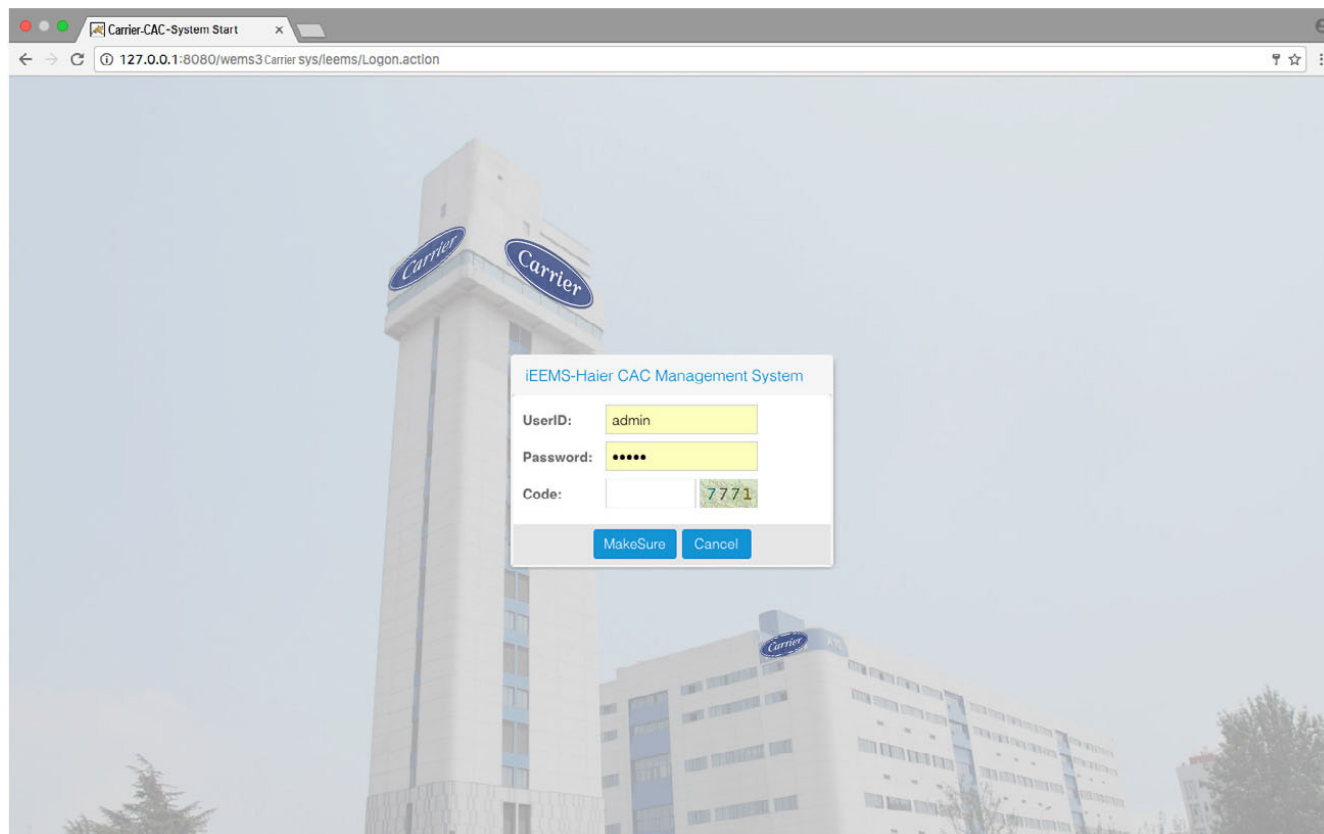 Carrier-CAC-System Start
127.0.0.1:8080/wems3 Carrier sys/ieems/Logon.action
Carrier
Carrier
iEEMS-Haier CAC Management System
UserID: admin
Password: •••••
Code: 7771
MakeSure Cancel
Carrier